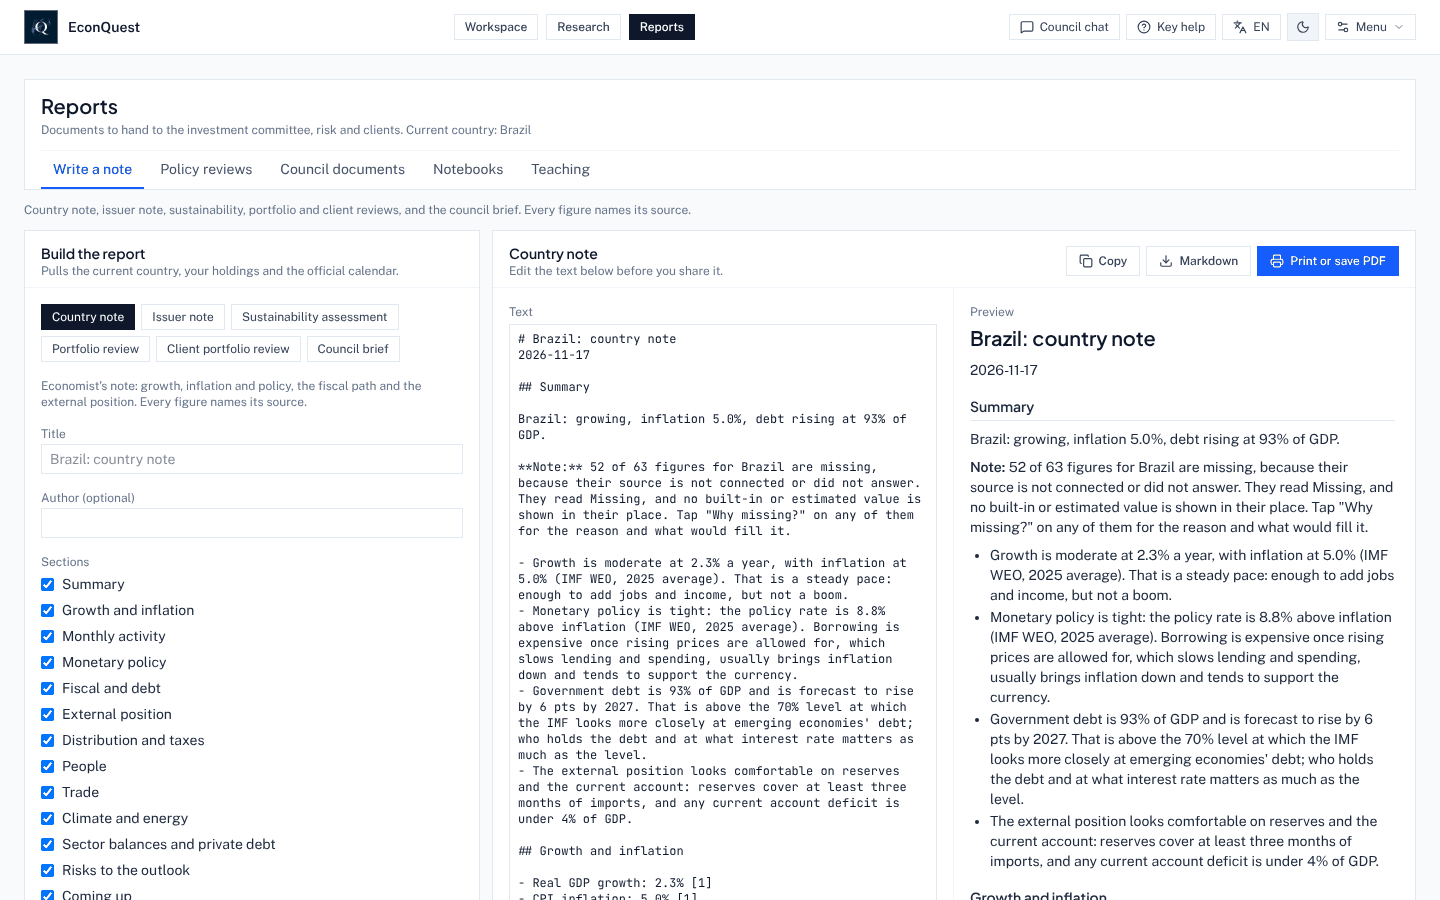 EconQuest
Workspace
Research
Reports
Council chat
Key help
EN
Menu
Reports
Documents to hand to the investment committee, risk and clients. Current country: Brazil
Write a note
Policy reviews
Council documents
Notebooks
Teaching
Country note, issuer note, sustainability, portfolio and client reviews, and the council brief. Every figure names its source.
Build the report
Pulls the current country, your holdings and the official calendar.
Country note
Issuer note
Sustainability assessment
Portfolio review
Client portfolio review
Council brief
Economist's note: growth, inflation and policy, the fiscal path and the
external position. Every figure names its source.
Title
Brazil: country note
Author (optional)
Sections
Summary
Growth and inflation
Monthly activity
Monetary policy
Fiscal and debt
External position
Distribution and taxes
People
Trade
Climate and energy
Sector balances and private debt
Risks to the outlook
Coming up
Country note
Edit the text below before you share it.
Copy
Markdown
Print or save PDF
Text
# Brazil: country note
2026-11-17
## Summary
Brazil: growing, inflation 5.0%, debt rising at 93% of
GDP.
**Note:** 52 of 63 figures for Brazil are missing,
because their source is not connected or did not answer.
They read Missing, and no built-in or estimated value is
shown in their place. Tap "Why missing?" on any of them
for the reason and what would fill it.
- Growth is moderate at 2.3% a year, with inflation at
5.0% (IMF WEO, 2025 average). That is a steady pace:
enough to add jobs and income, but not a boom.
- Monetary policy is tight: the policy rate is 8.8%
above inflation (IMF WEO, 2025 average). Borrowing is
expensive once rising prices are allowed for, which
slows lending and spending, usually brings inflation
down and tends to support the currency.
- Government debt is 93% of GDP and is forecast to rise
by 6 pts by 2027. That is above the 70% level at which
the IMF looks more closely at emerging economies' debt;
who holds the debt and at what interest rate matters as
much as the level.
- The external position looks comfortable on reserves
and the current account: reserves cover at least three
months of imports, and any current account deficit is
under 4% of GDP.
## Growth and inflation
- Real GDP growth: 2.3% [1]
- CPI inflation: 5.0% [1]
Preview
Brazil: country note
2026-11-17
Summary
Brazil: growing, inflation 5.0%, debt rising at 93% of GDP.
Note: 52 of 63 figures for Brazil are missing, because their
source is not connected or did not answer. They read Missing, and
no built-in or estimated value is shown in their place. Tap "Why
missing?" on any of them for the reason and what would fill it.
• Growth is moderate at 2.3% a year, with inflation at 5.0% (IMF
WEO, 2025 average). That is a steady pace: enough to add jobs
and income, but not a boom.
• Monetary policy is tight: the policy rate is 8.8% above inflation
(IMF WEO, 2025 average). Borrowing is expensive once rising
prices are allowed for, which slows lending and spending,
usually brings inflation down and tends to support the
currency.
• Government debt is 93% of GDP and is forecast to rise by 6
pts by 2027. That is above the 70% level at which the IMF
looks more closely at emerging economies' debt; who holds
the debt and at what interest rate matters as much as the
level.
• The external position looks comfortable on reserves and the
current account: reserves cover at least three months of
imports, and any current account deficit is under 4% of GDP.
Growth and inflation